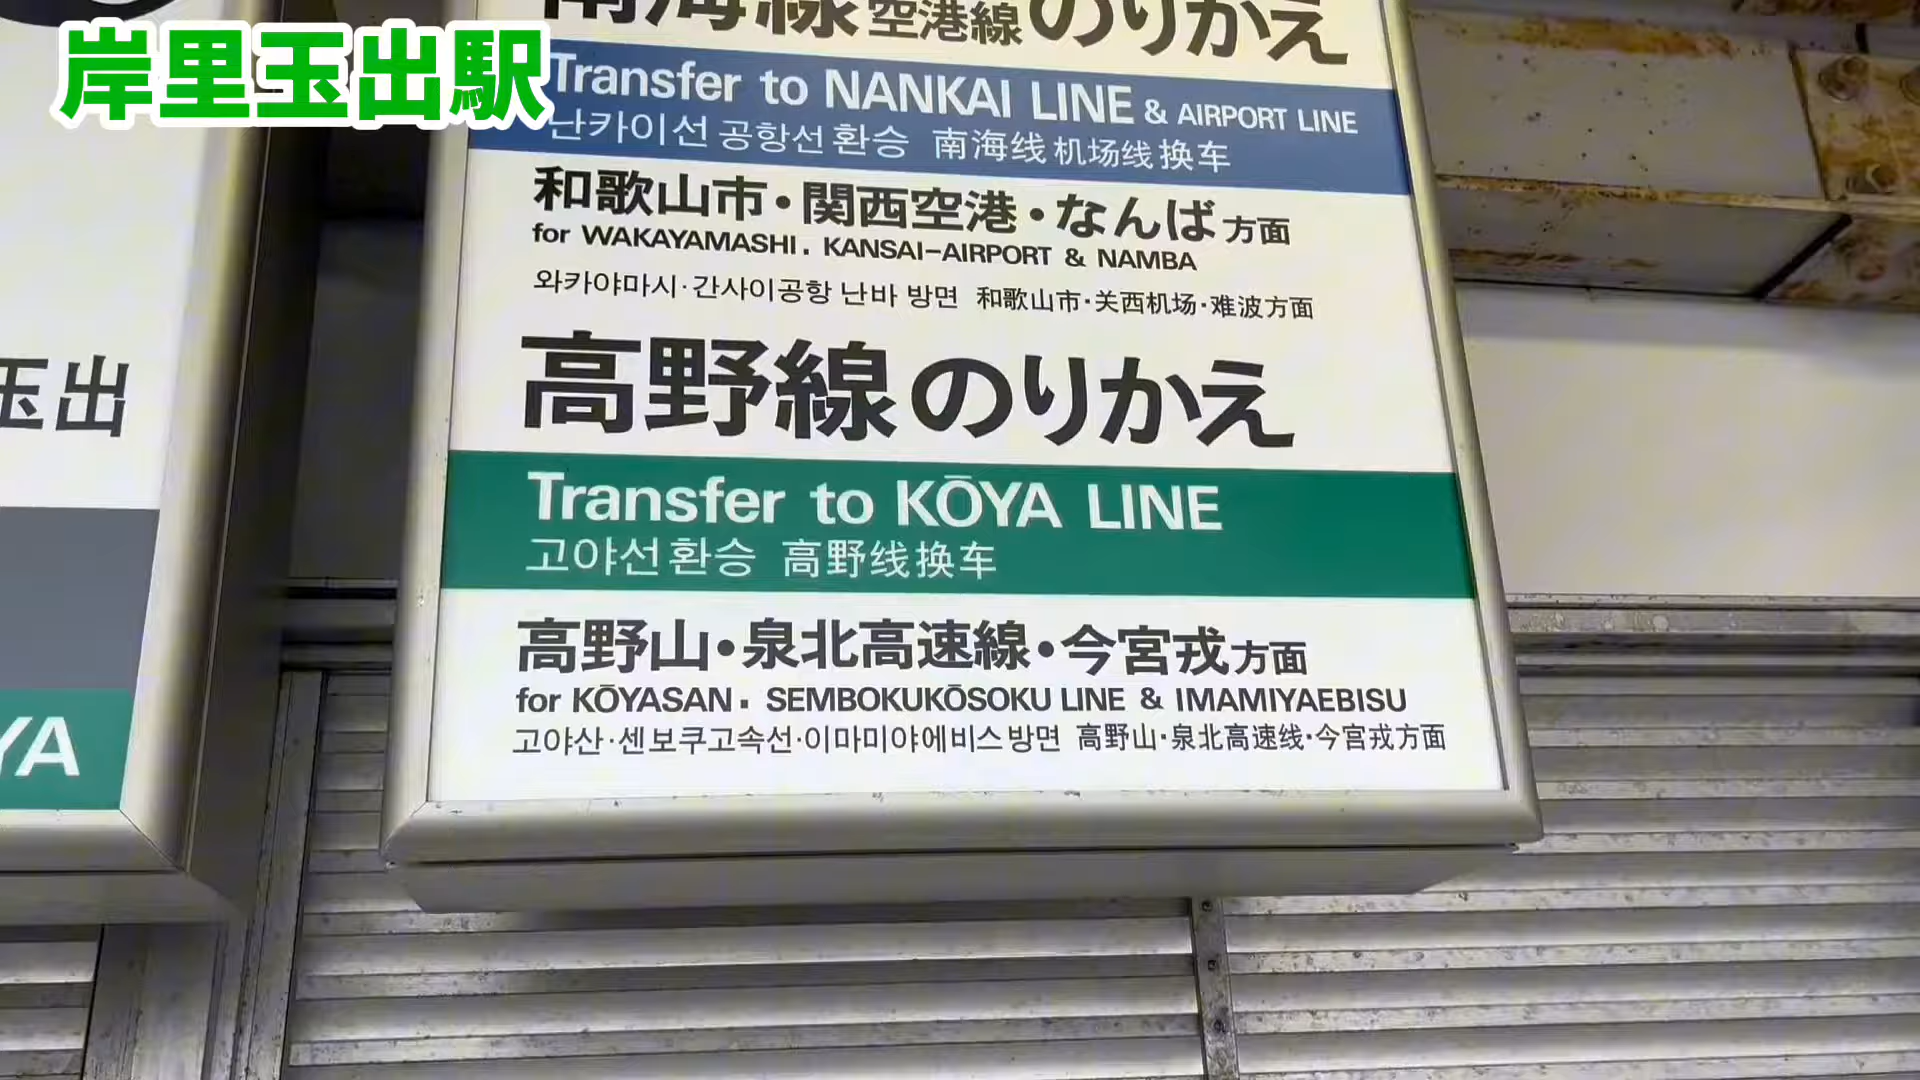 岸里玉出駅
南海線空港線のりかえ
Transfer to NANKAI LINE & AIRPORT LINE
난카이선 공항선 환승 南海线 机场线 换车
和歌山市・関西空港・なんば方面
for WAKAYAMASHI. KANSAI-AIRPORT & NAMBA
와카야마시·간사이공항 난바 방면 和歌山市·关西机场·难波方面
高野線のりかえ
Transfer to KŌYA LINE
고야선 환승 高野线换车
高野山・泉北高速線・今宮戎方面
for KŌYASAN. SEMBOKUKŌSOKU LINE & IMAMIYAEBISU
고야산·센보쿠고속선·이마미야에비스 방면 高野山·泉北高速线·今宫戎方面
玉出
YA